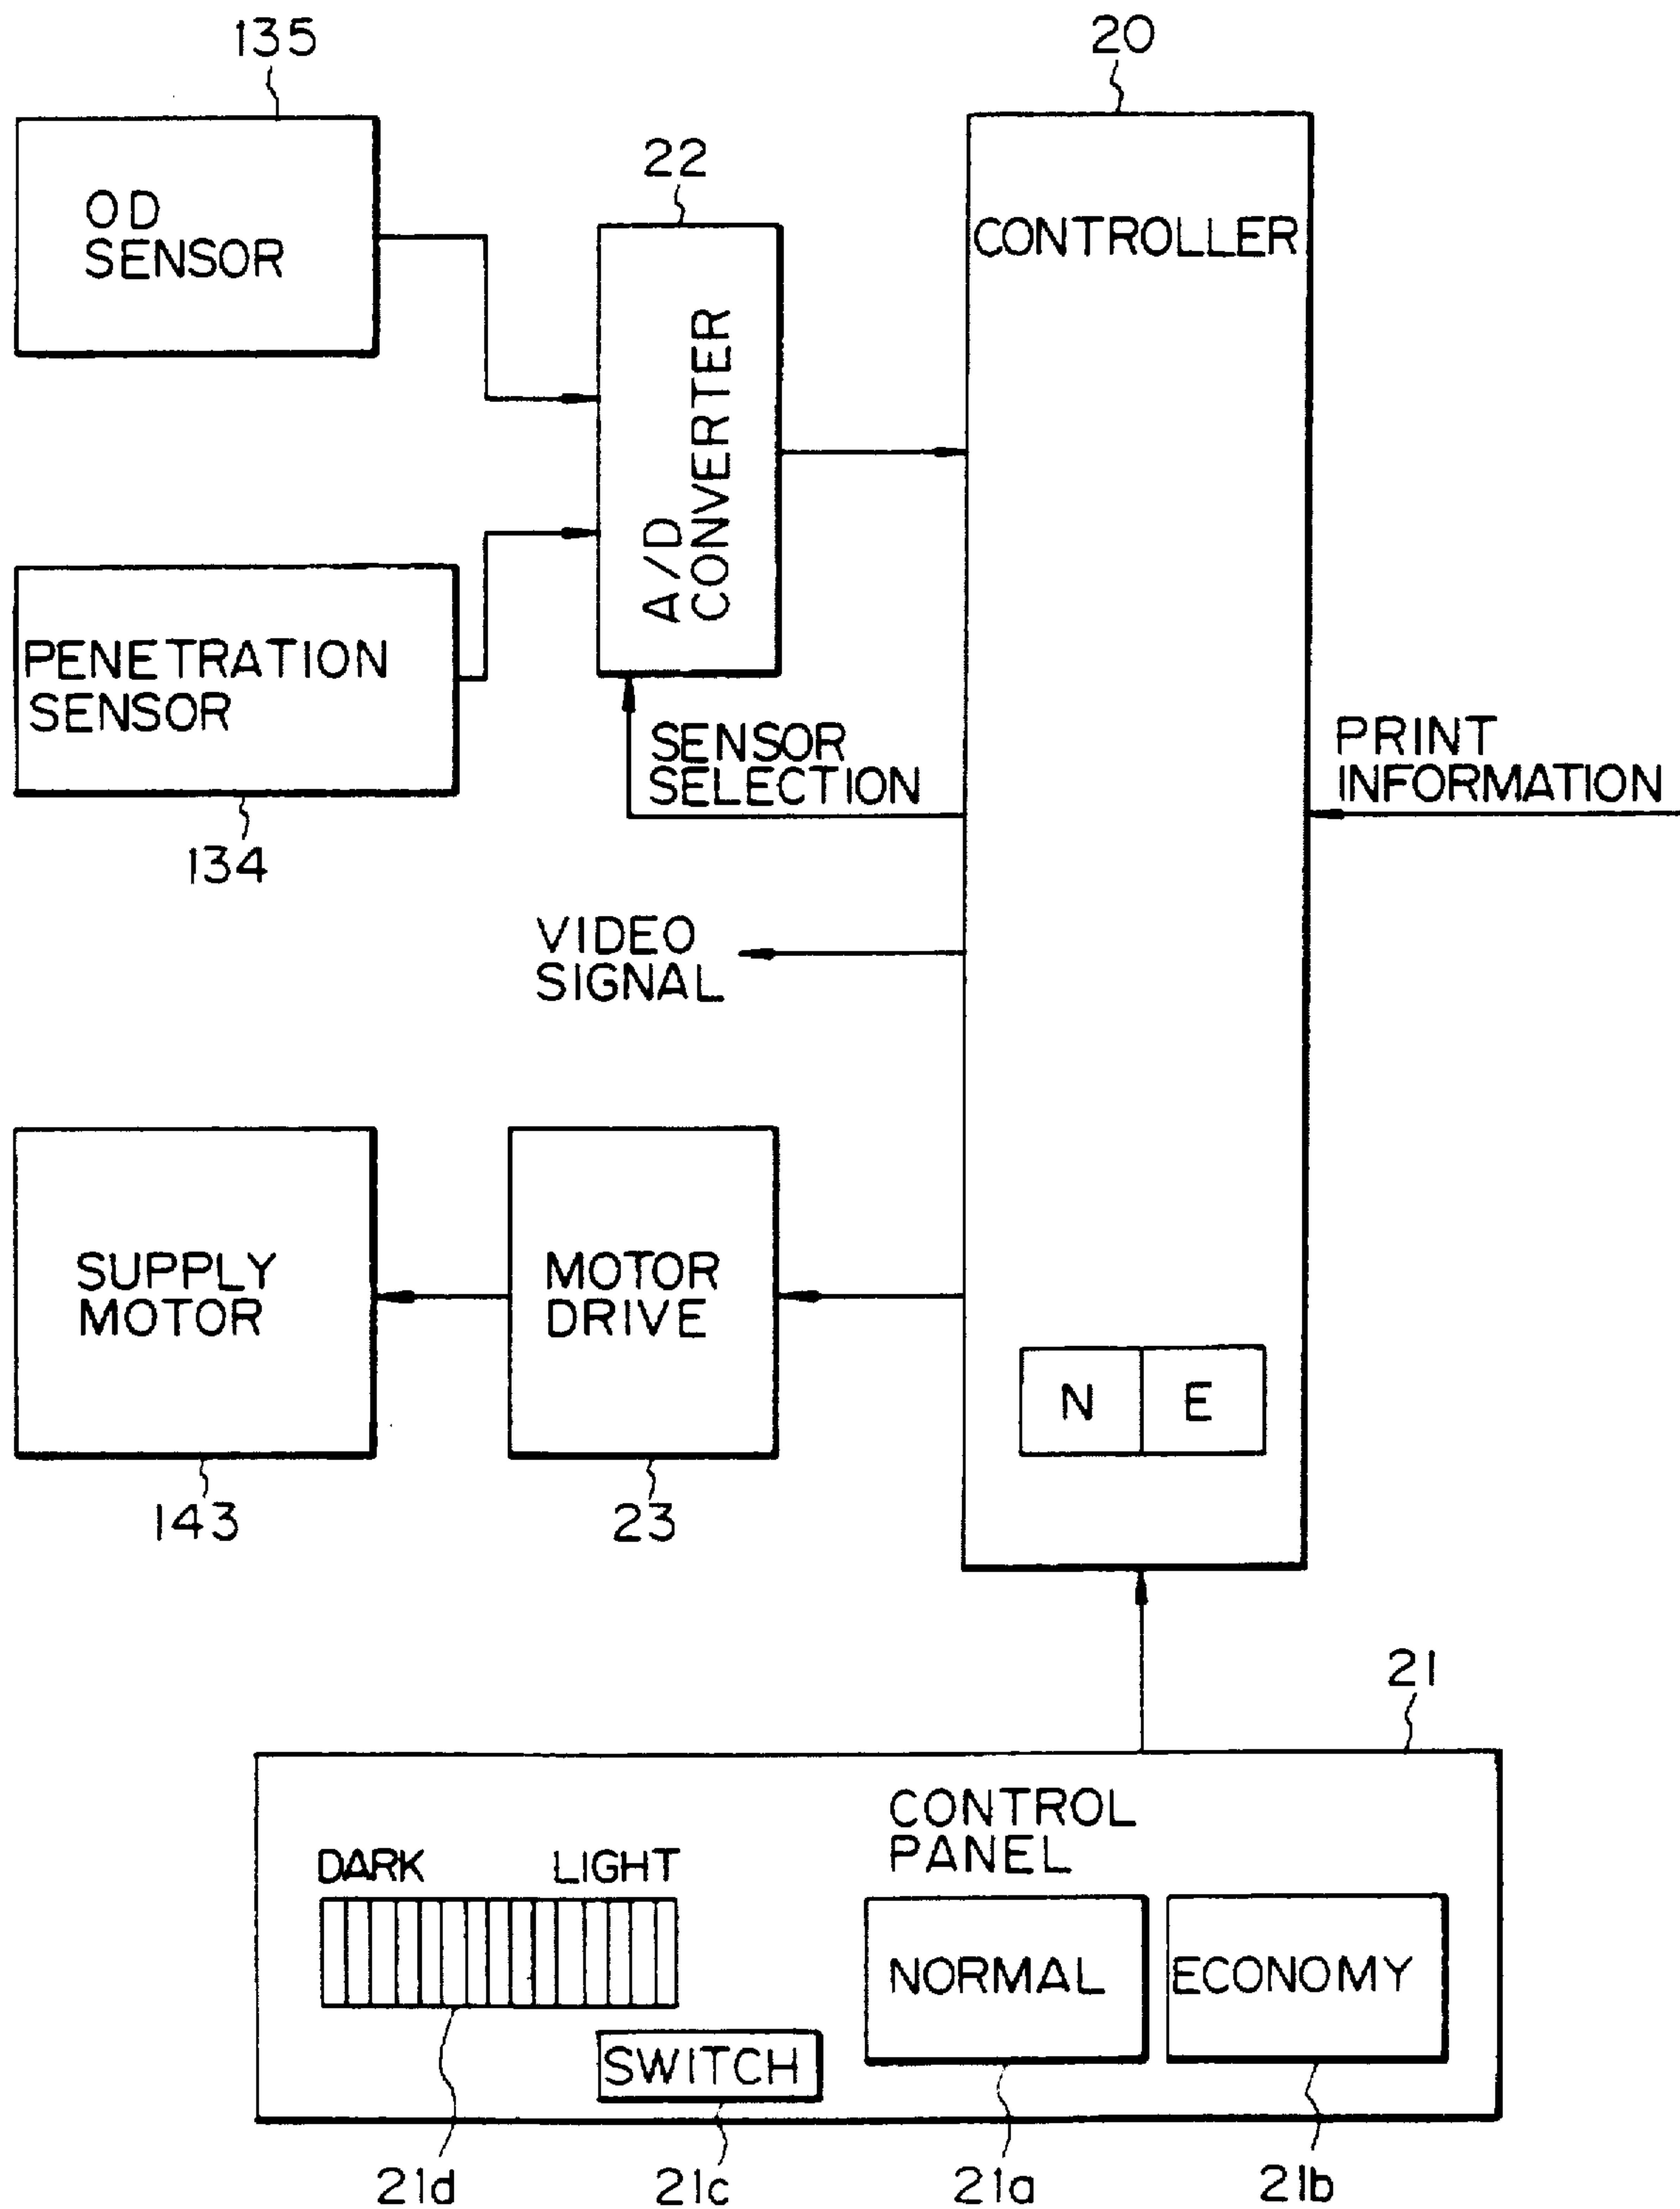 135
20
22
OD
SENSOR
CONTROLLER
A/D
CONVERTER
PENETRATION
SENSOR
134
SENSOR
SELECTION
PRINT
INFORMATION
VIDEO
SIGNAL
SUPPLY
MOTOR
143
MOTOR
DRIVE
23
N E
21
CONTROL
PANEL
DARK LIGHT
NORMAL
ECONOMY
SWITCH
21d 21c 21a 21b